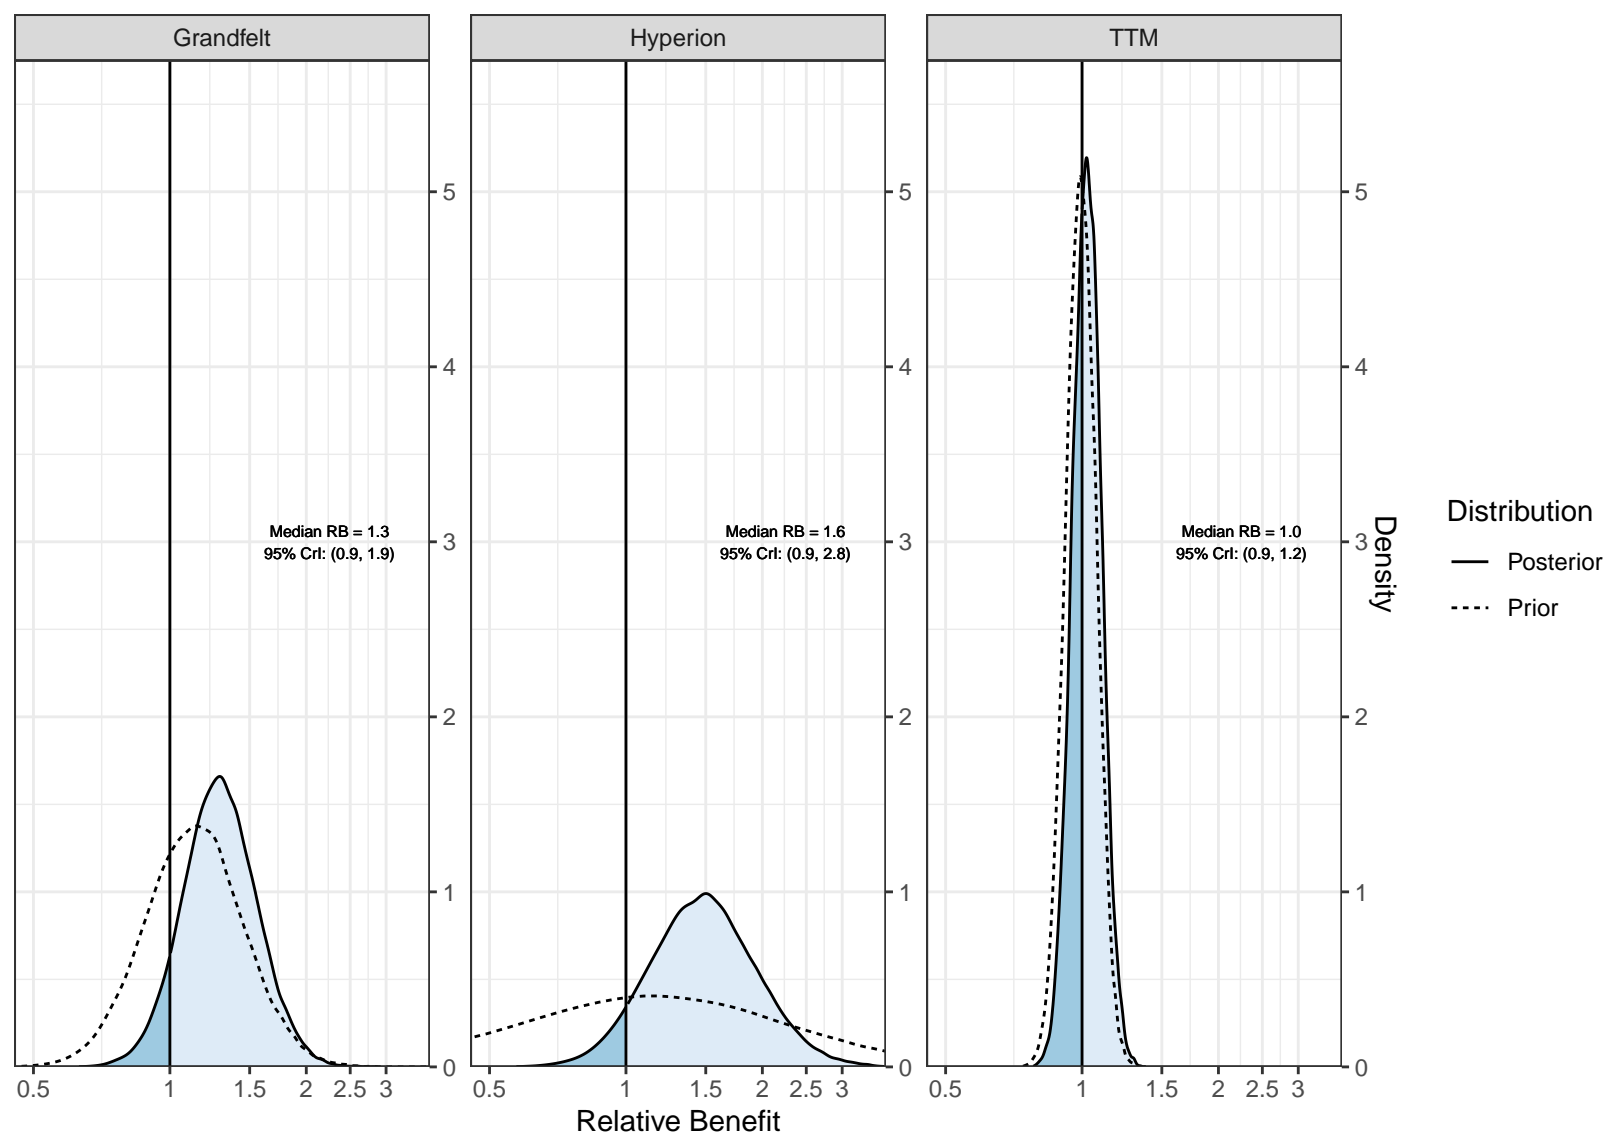 Grandfelt
Hyperion
TTM
5
4
3
2
1
0
Median RB = 1.3
95% CrI: (0.9, 1.9)
0.5 1 1.5 2 2.5 3
5
4
3
2
1
0
Median RB = 1.6
95% CrI: (0.9, 2.8)
0.5 1 1.5 2 2.5 3
5
4
3
2
1
0
Median RB = 1.0
95% CrI: (0.9, 1.2)
0.5 1 1.5 2 2.5 3
Relative Benefit
Density
Distribution
Posterior
Prior